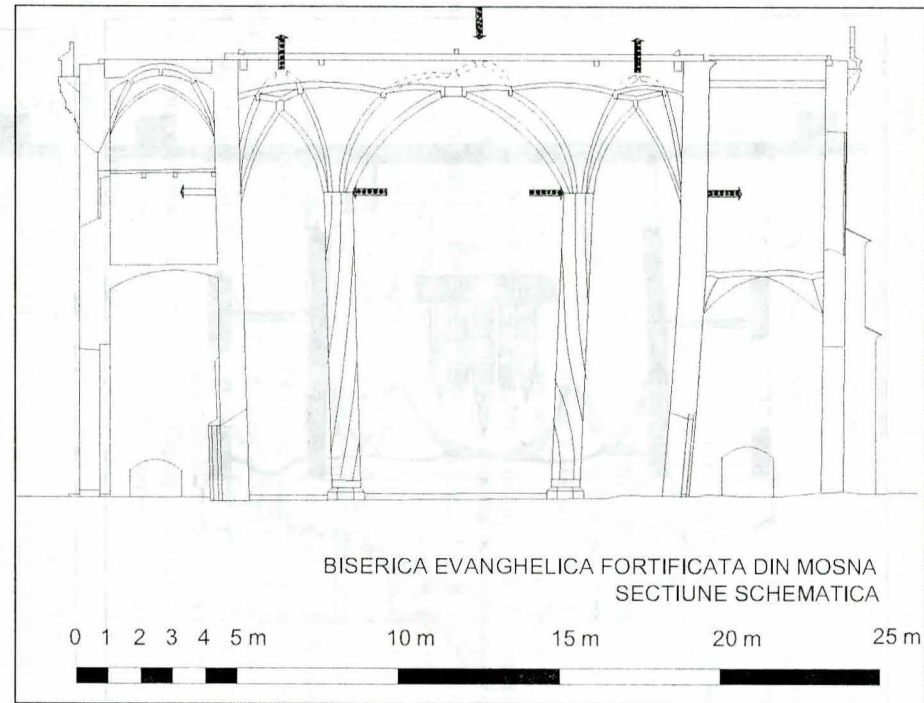 BISERICA EVANGHELICA FORTIFICATA DIN MOSNA
SECTIUNE SCHEMATICA
0 1 2 3 4 5 m 10 m 15 m 20 m 25 m